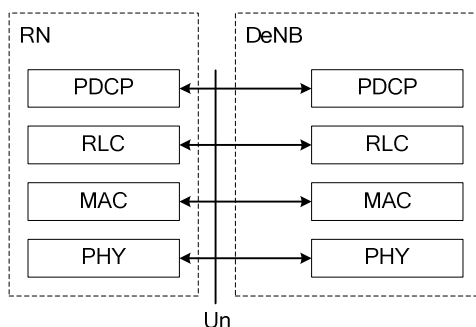 RN DeNB
PDCP PDCP
RLC RLC
MAC MAC
PHY PHY
Un